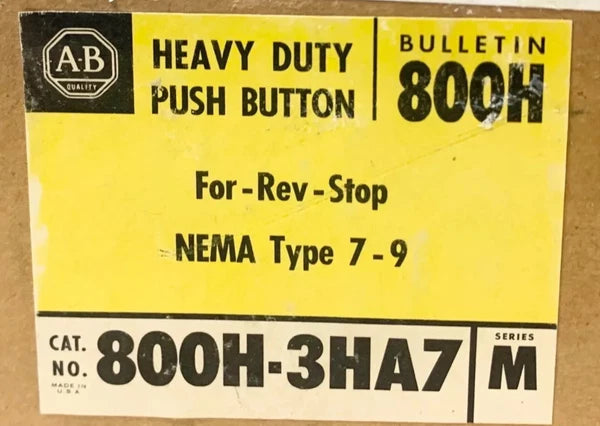 A-B
QUALITY
HEAVY DUTY
PUSH BUTTON
BULLETIN
800H
For-Rev-Stop
NEMA Type 7-9
CAT.
NO.
MADE IN
U.S.A
800H-3HA7
SERIES
M